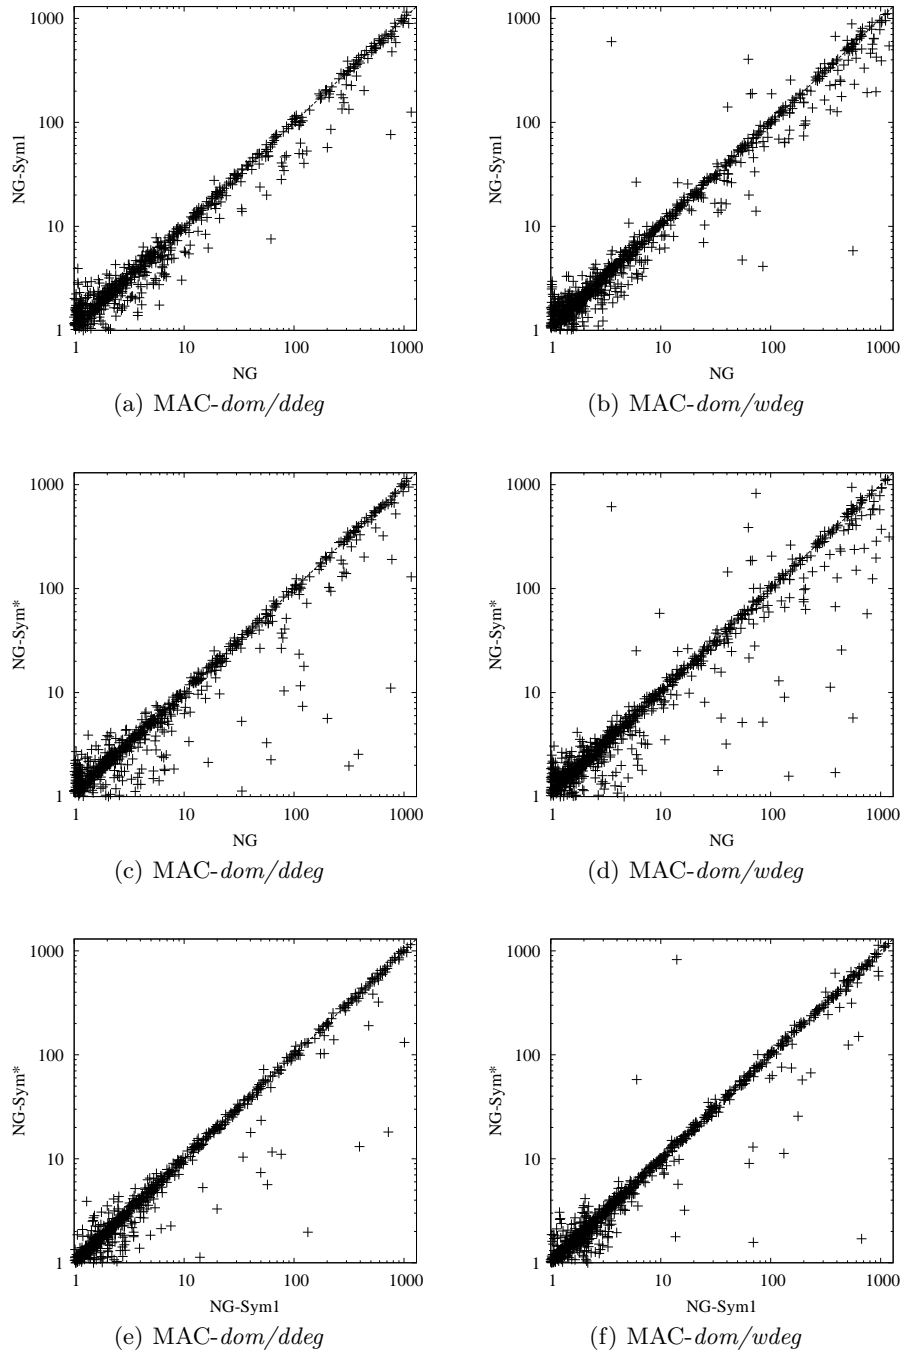 1000
100
10
1
NG-Sym1
1 10 100 1000
NG
(a) MAC-dom/ddeg
1000
100
10
1
NG-Sym1
1 10 100 1000
NG
(b) MAC-dom/wdeg
1000
100
10
1
NG-Sym*
1 10 100 1000
NG
(c) MAC-dom/ddeg
1000
100
10
1
NG-Sym*
1 10 100 1000
NG
(d) MAC-dom/wdeg
1000
100
10
1
NG-Sym*
1 10 100 1000
NG-Sym1
(e) MAC-dom/ddeg
1000
100
10
1
NG-Sym*
1 10 100 1000
NG-Sym1
(f) MAC-dom/wdeg